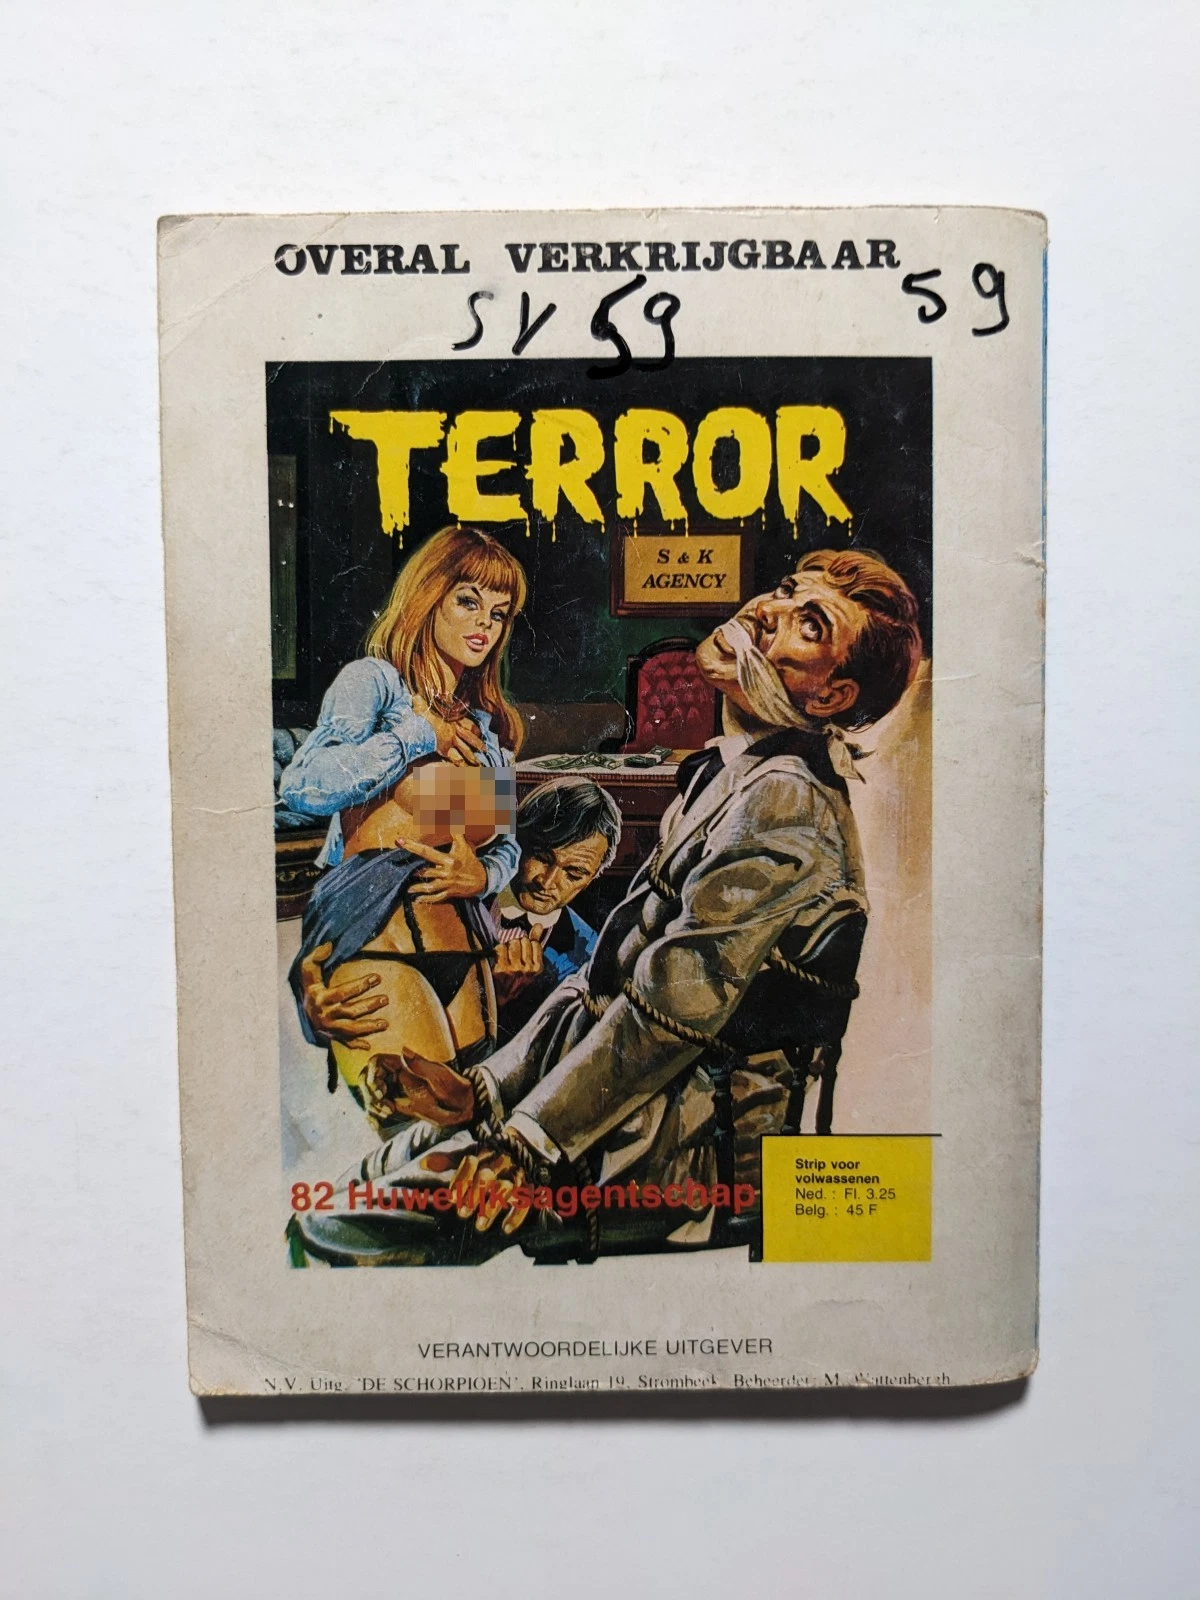 OVERAL VERKRIJGBAAR
SV 59
59
TERROR
S & K
AGENCY
82 Huwelijksagentschap
Strip voor
volwassenen
Ned. : Fl. 3.25
Belg. : 45 F
VERANTWOORDELIJKE UITGEVER
N.V. Uitg. "DE SCHORPIOEN", Ringlaan 19, Strombeek Beheerder M. Wattenbergh